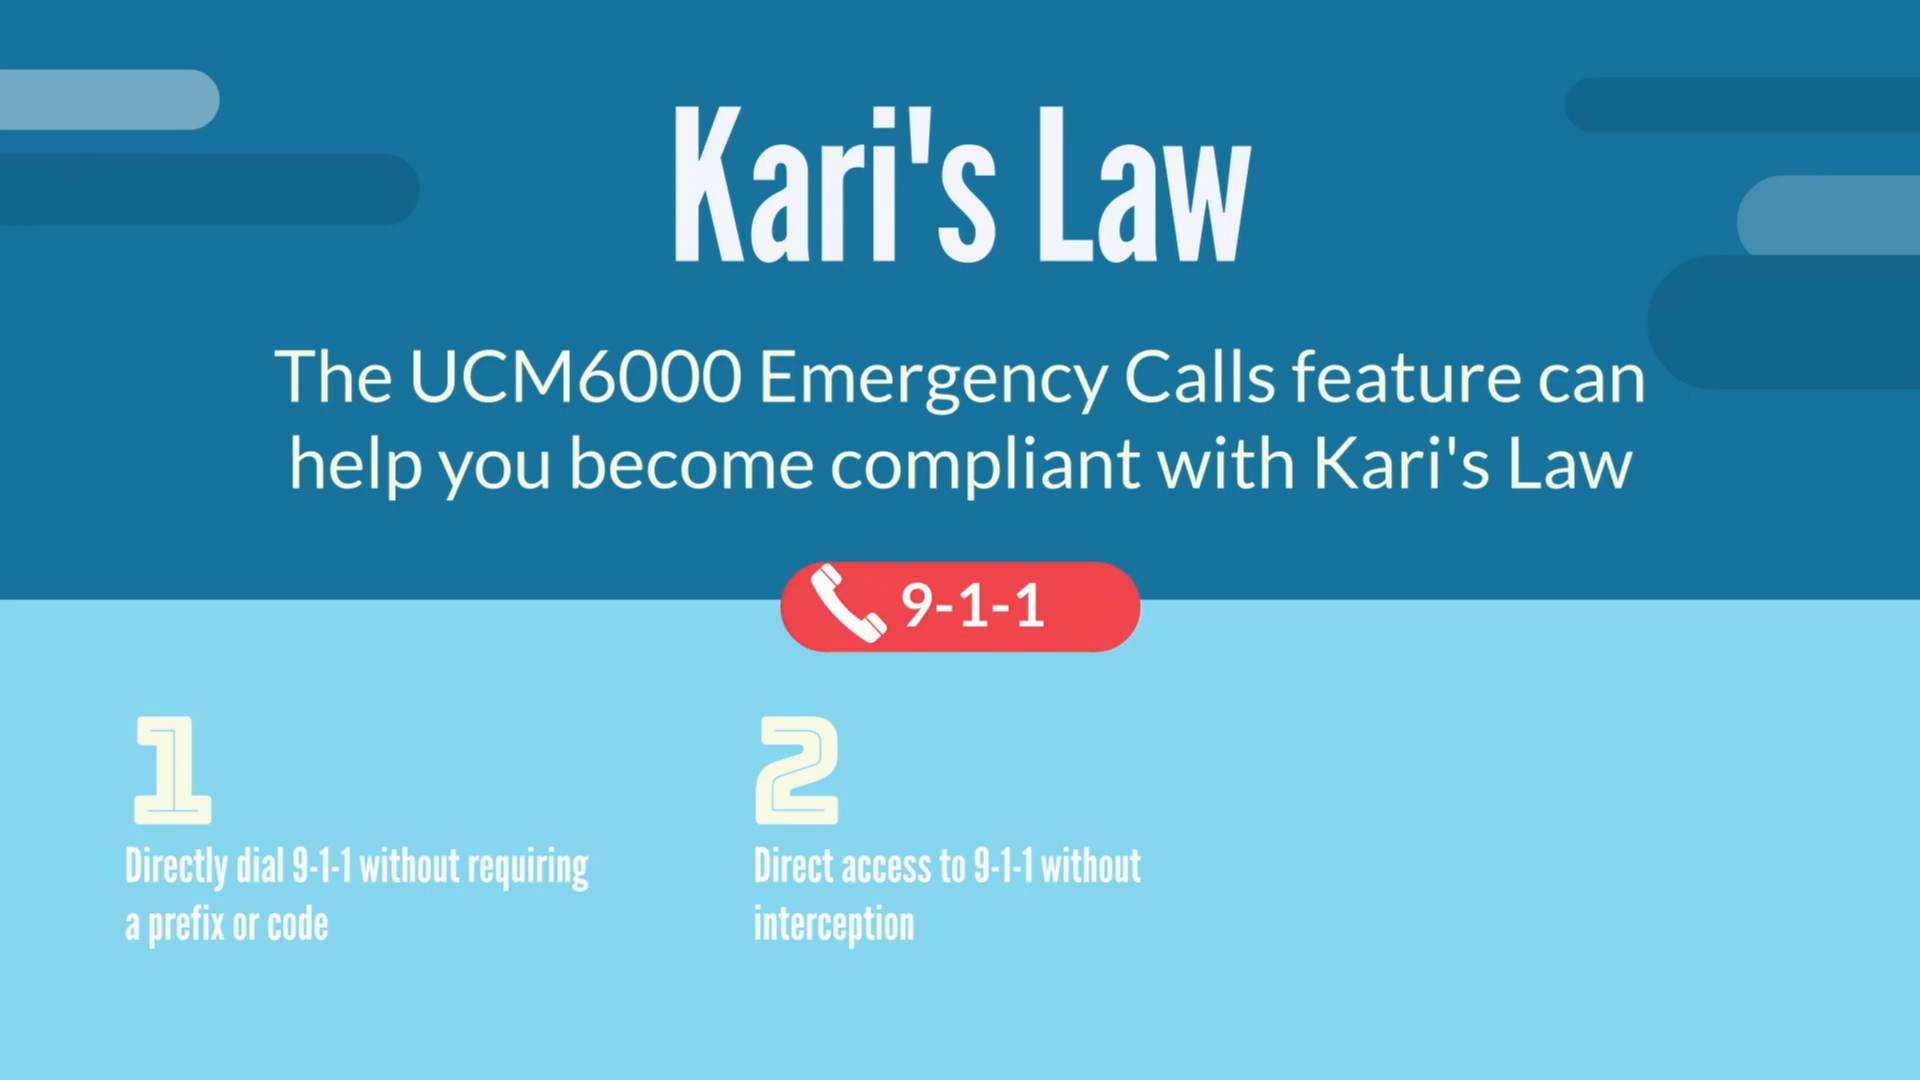 Kari's Law
The UCM6000 Emergency Calls feature can
help you become compliant with Kari's Law
9-1-1
1
Directly dial 9-1-1 without requiring
a prefix or code
2
Direct access to 9-1-1 without
interception